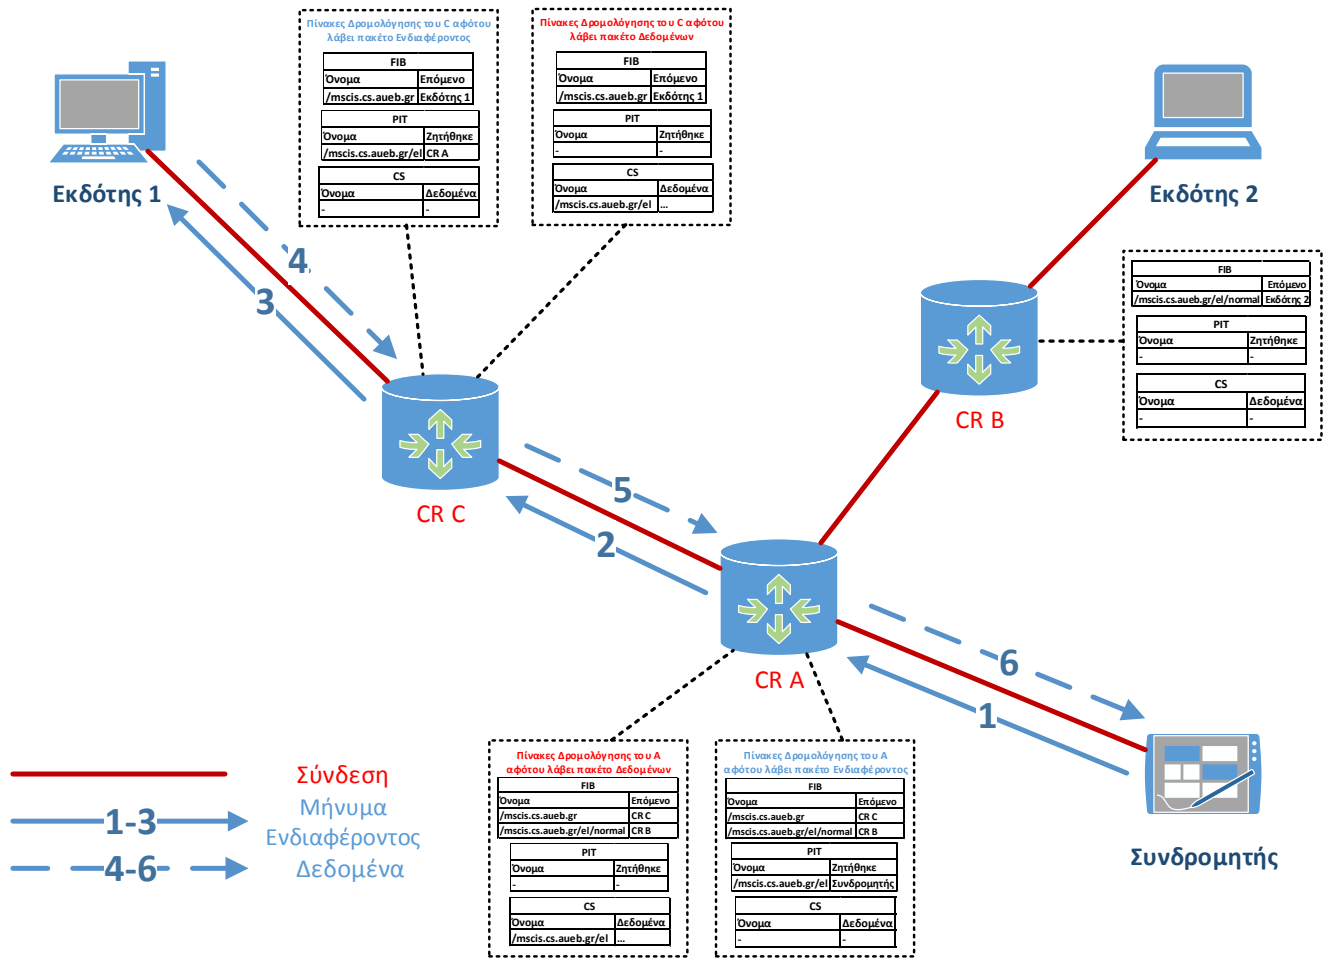 Πίνακες Δρομολόγησης του C αφότου
λάβει πακέτο Ενδιαφέροντος
FIB
Όνομα Επόμενο
/mscis.cs.aueb.gr Εκδότης 1
PIT
Όνομα Ζητήθηκε
/mscis.cs.aueb.gr/el CR A
CS
Όνομα Δεδομένα
- -
Πίνακες Δρομολόγησης του C αφότου
λάβει πακέτο Δεδομένων
FIB
Όνομα Επόμενο
/mscis.cs.aueb.gr Εκδότης 1
PIT
Όνομα Ζητήθηκε
- -
CS
Όνομα Δεδομένα
/mscis.cs.aueb.gr/el ...
Εκδότης 1
Εκδότης 2
FIB
Όνομα Επόμενο
/mscis.cs.aueb.gr/el/normal Εκδότης 2
PIT
Όνομα Ζητήθηκε
- -
CS
Όνομα Δεδομένα
- -
4
3
CR B
CR C
5
2
CR A
6
1
Πίνακες Δρομολόγησης του Α
αφότου λάβει πακέτο Δεδομένων
FIB
Όνομα Επόμενο
/mscis.cs.aueb.gr CR C
/mscis.cs.aueb.gr/el/normal CR B
PIT
Όνομα Ζητήθηκε
- -
CS
Όνομα Δεδομένα
/mscis.cs.aueb.gr/el ...
Πίνακες Δρομολόγησης του Α
αφότου λάβει πακέτο Ενδιαφέροντος
FIB
Όνομα Επόμενο
/mscis.cs.aueb.gr CR C
/mscis.cs.aueb.gr/el/normal CR B
PIT
Όνομα Ζητήθηκε
/mscis.cs.aueb.gr/el Συνδρομητής
CS
Όνομα Δεδομένα
- -
Συνδρομητής
Σύνδεση
1-3 Μήνυμα
Ενδιαφέροντος
4-6 Δεδομένα